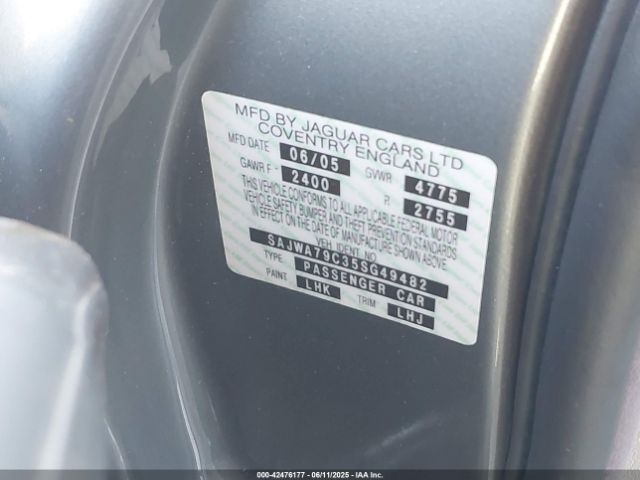 MFD BY JAGUAR CARS LTD
COVENTRY ENGLAND
MFD DATE 06/05 GVWR 4775
GAWR F - 2400 R 2755
THIS VEHICLE CONFORMS TO ALL APPLICABLE FEDERAL MOTOR
VEHICLE SAFETY BUMPER AND THEFT PREVENTION STANDARDS
IN EFFECT ON THE DATE OF MANUFACTURE SHOWN ABOVE.
VEH. IDENT NO.
SAJWA79C35SG49482
TYPE PASSENGER CAR
PAINT LHK TRIM LHJ
000-42476177 - 06/11/2025 - IAA Inc.